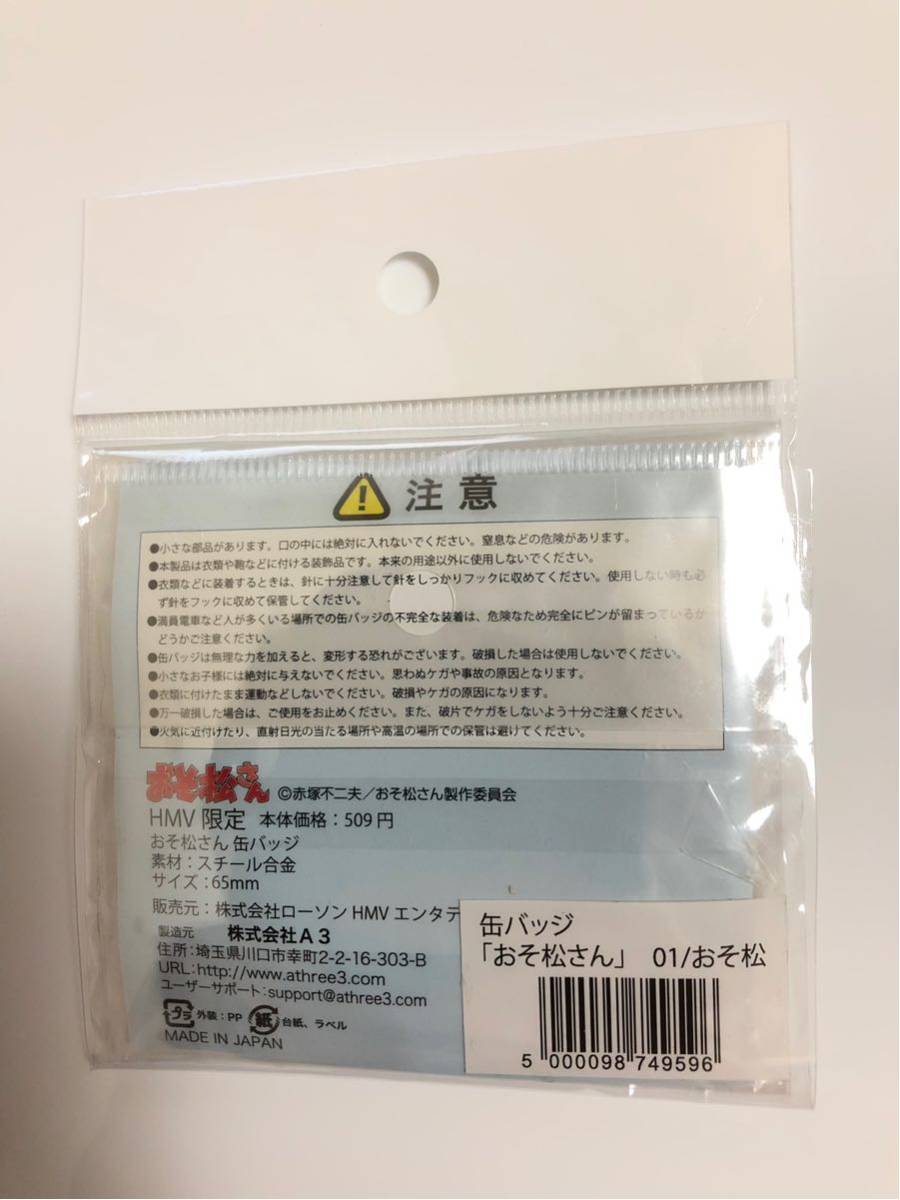 注意
●小さな部品があります。口の中には絶対に入れないでください。窒息などの危険があります。
●本製品は衣類や鞄などに付ける装飾品です。本来の用途以外に使用しないでください。
●衣類などに装着するときは、針に十分注意して針をしっかりフックに収めてください。使用しない時も必
ず針をフックに収めて保管してください。
●満員電車など人が多くいる場所での缶バッジの不完全な装着は、危険なため完全にピンが留まっているか
どうかご注意ください。
●缶バッジは無理な力を加えると、変形する恐れがございます。破損した場合は使用しないでください。
●小さなお子様には絶対に与えないでください。思わぬケガや事故の原因となります。
●衣類に付けたまま運動などしないでください。破損やケガの原因になります。
●万一破損した場合は、ご使用をお止めください。また、破片でケガをしないよう十分ご注意ください。
●火気に近付けたり、直射日光の当たる場所や高温の場所での保管は避けてください。
おそ松さん ©赤塚不二夫／おそ松さん製作委員会
HMV 限定 本体価格：509 円
おそ松さん 缶バッジ
素材：スチール合金
サイズ：65mm
販売元：株式会社ローソン HMV エンタテ
製造元 株式会社A3
住所：埼玉県川口市幸町2-2-16-303-B
URL：http://www.athree3.com
ユーザーサポート：support@athree3.com
プラ 外装：PP 紙 台紙、ラベル
MADE IN JAPAN
缶バッジ
「おそ松さん」 01/おそ松
5 000098 749596